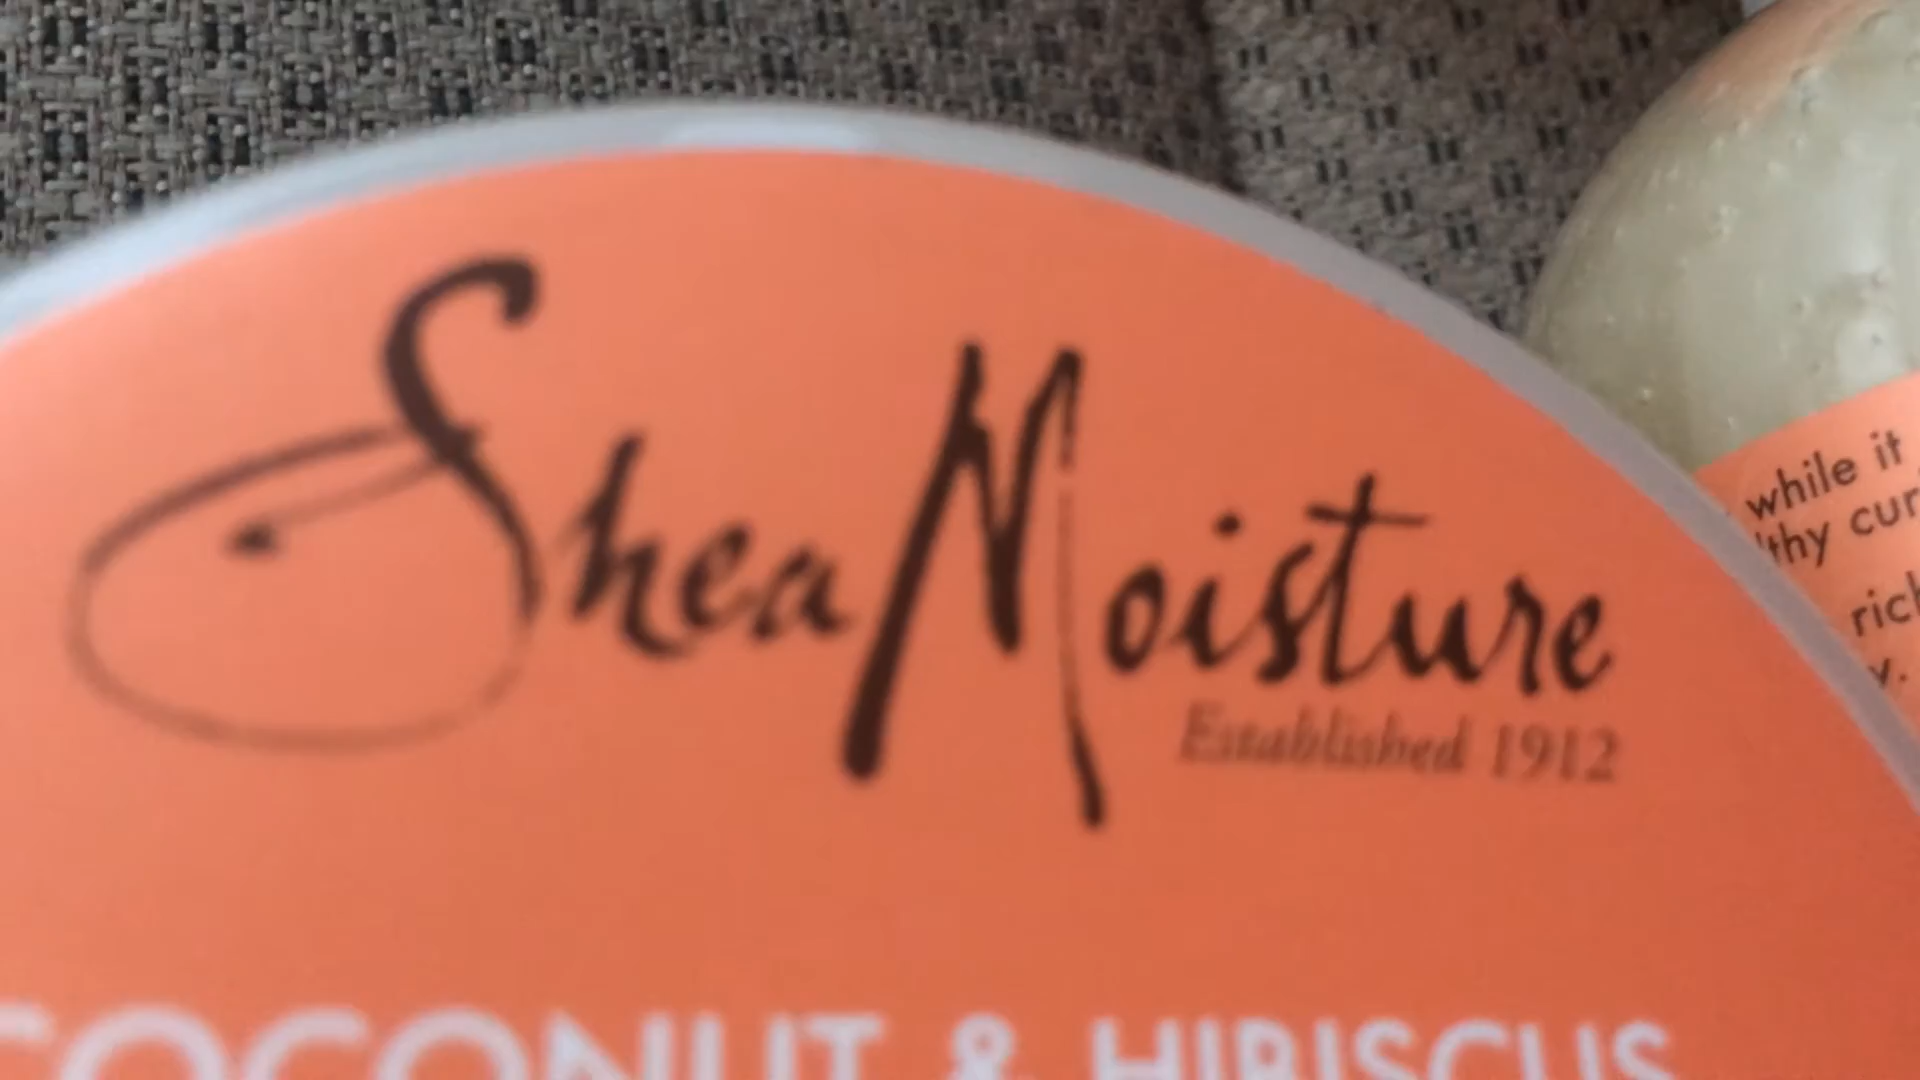 SheaMoisture
Established 1912
COCONUT & HIBISCUS
while it
thy cur
rich
y.